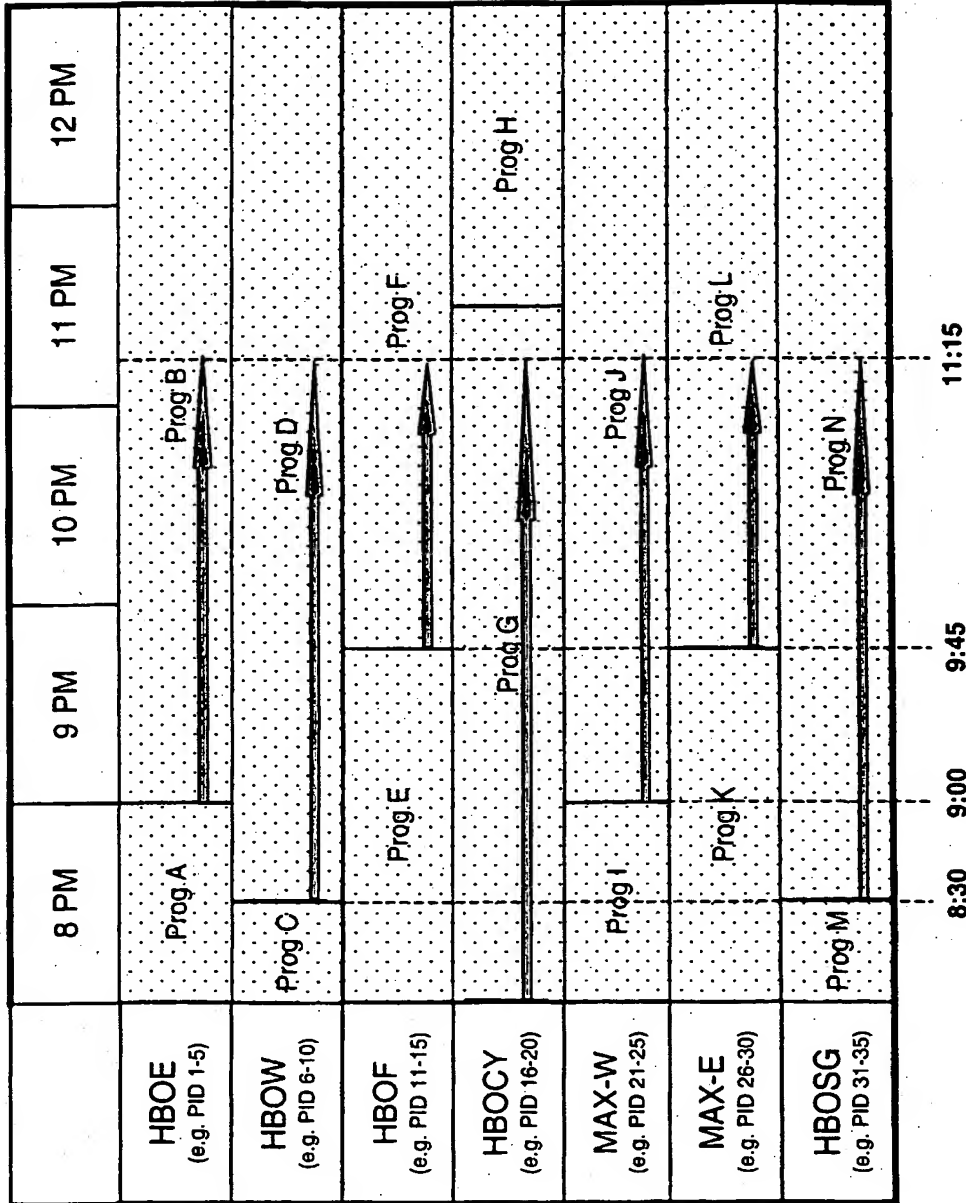 8 PM 9 PM 10 PM 11 PM 12 PM
HBOE
(e.g. PID 1-5)
Prog A Prog B
HBOW
(e.g. PID 6-10)
Prog C Prog D
HBOF
(e.g. PID 11-15)
Prog E Prog F
HBOCY
(e.g. PID 16-20)
Prog G Prog H
MAX-W
(e.g. PID 21-25)
Prog I Prog J
MAX-E
(e.g. PID 26-30)
Prog K Prog L
HBOSG
(e.g. PID 31-35)
Prog M Prog N
8:30 9:00 9:45 11:15